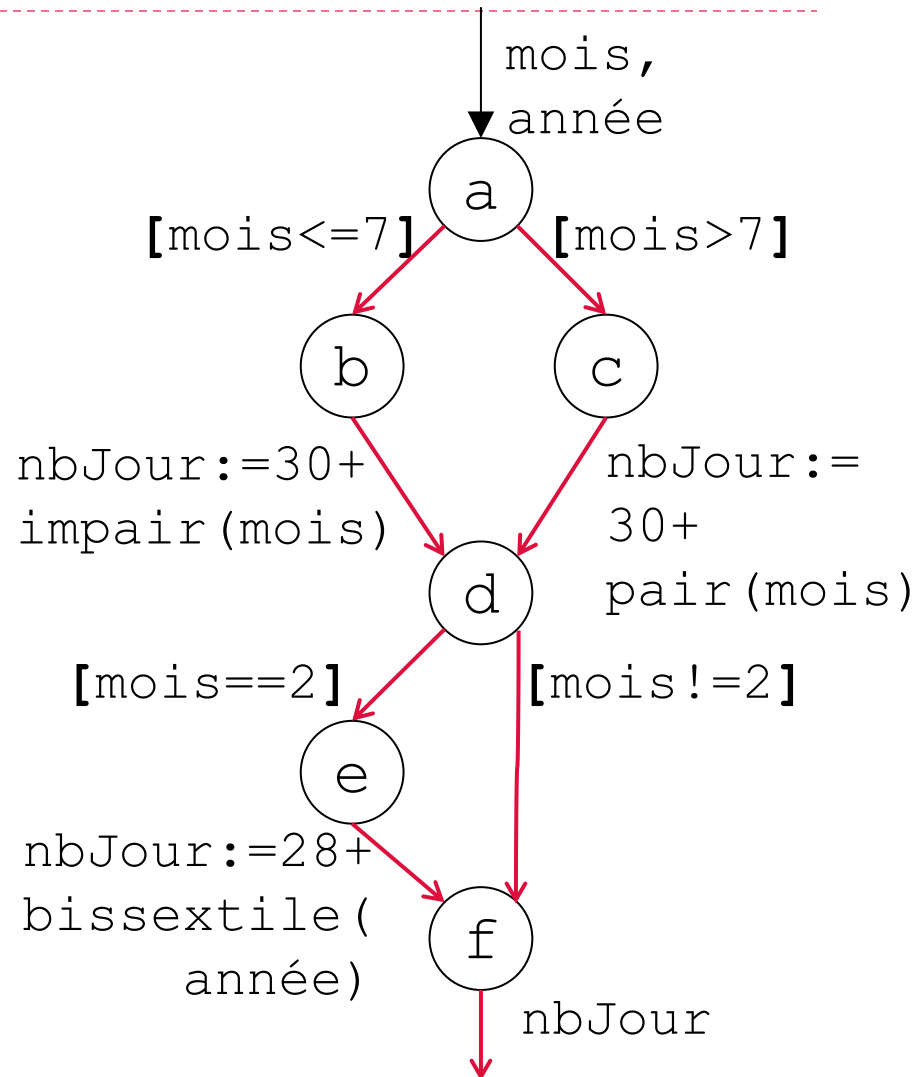 mois,
année
a
[mois<=7]
[mois>7]
b
c
nbJour:=30+
impair(mois)
nbJour:=
30+
pair(mois)
d
[mois==2]
[mois!=2]
e
nbJour:=28+
bissextile(
année)
f
nbJour